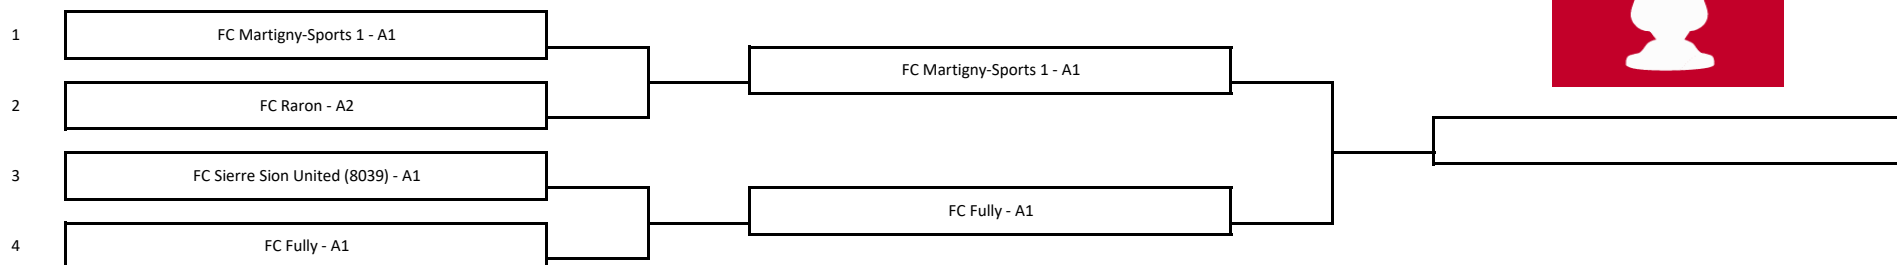 1 FC Martigny-Sports 1 - A1
FC Martigny-Sports 1 - A1
2 FC Raron - A2
3 FC Sierre Sion United (8039) - A1
FC Fully - A1
4 FC Fully - A1